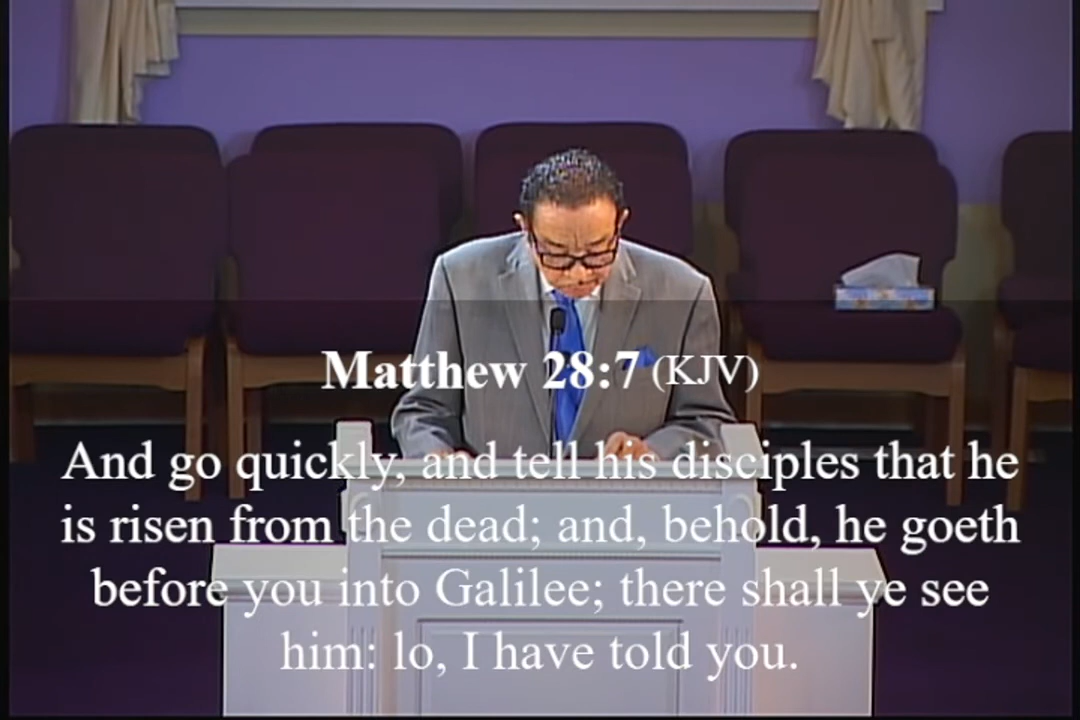 Matthew 28:7 (KJV)
And go quickly, and tell his disciples that he
is risen from the dead; and, behold, he goeth
before you into Galilee; there shall ye see
him: lo, I have told you.